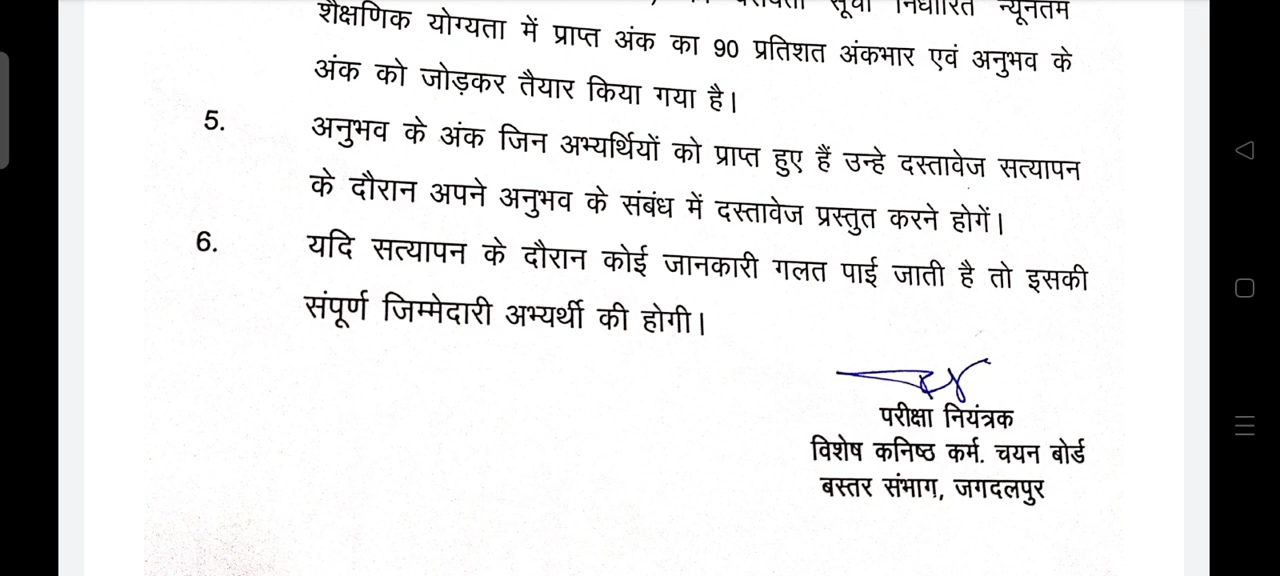 सूची निर्धारित न्यूनतम
शैक्षणिक योग्यता में प्राप्त अंक का 90 प्रतिशत अंकभार एवं अनुभव के
अंक को जोड़कर तैयार किया गया है।
5. अनुभव के अंक जिन अभ्यर्थियों को प्राप्त हुए हैं उन्हे दस्तावेज सत्यापन
के दौरान अपने अनुभव के संबंध में दस्तावेज प्रस्तुत करने होगें।
6. यदि सत्यापन के दौरान कोई जानकारी गलत पाई जाती है तो इसकी
संपूर्ण जिम्मेदारी अभ्यर्थी की होगी।
परीक्षा नियंत्रक
विशेष कनिष्ठ कर्म. चयन बोर्ड
बस्तर संभाग, जगदलपुर